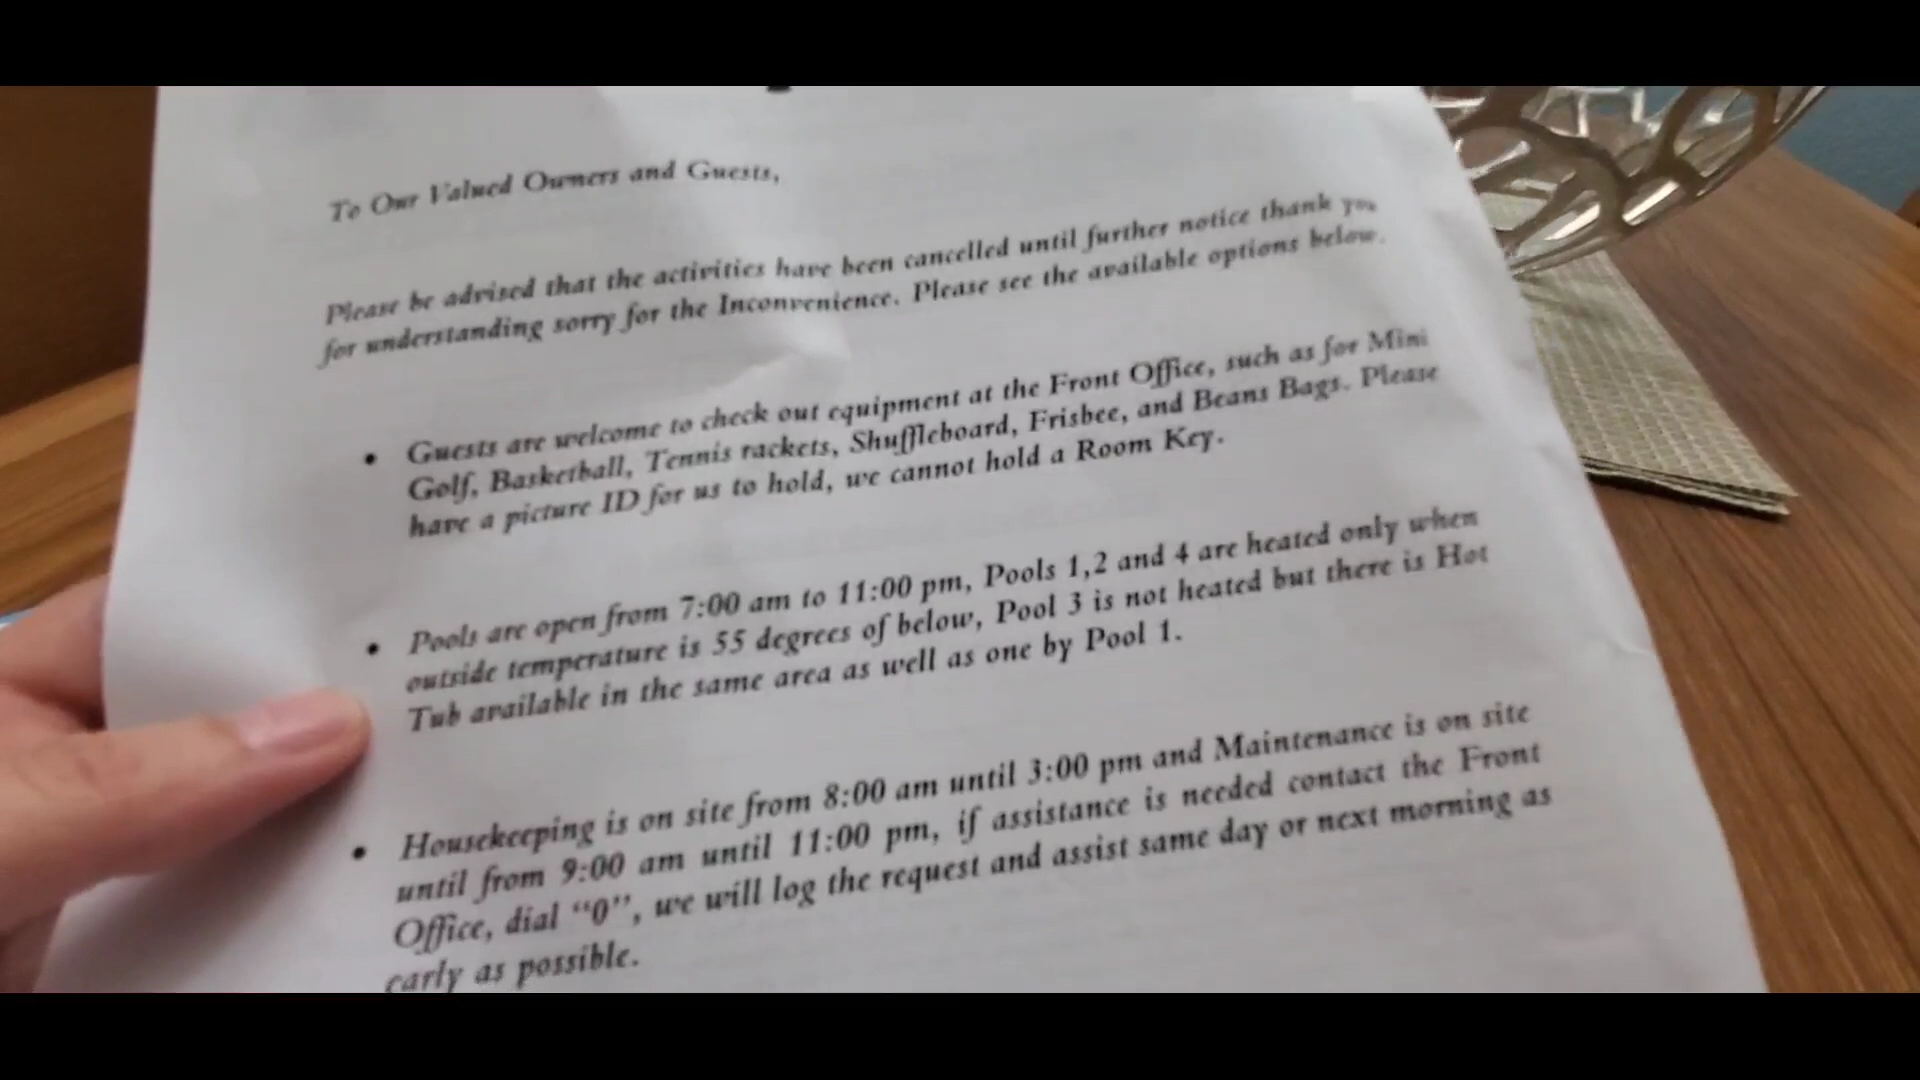 To Our Valued Owners and Guests,
Please be advised that the activities have been cancelled until further notice thank you
for understanding sorry for the Inconvenience. Please see the available options below.
• Guests are welcome to check out equipment at the Front Office, such as for Mini
Golf, Basketball, Tennis rackets, Shuffleboard, Frisbee, and Beans Bags. Please
have a picture ID for us to hold, we cannot hold a Room Key.
• Pools are open from 7:00 am to 11:00 pm, Pools 1,2 and 4 are heated only when
outside temperature is 55 degrees of below, Pool 3 is not heated but there is Hot
Tub available in the same area as well as one by Pool 1.
• Housekeeping is on site from 8:00 am until 3:00 pm and Maintenance is on site
until from 9:00 am until 11:00 pm, if assistance is needed contact the Front
Office, dial “0”, we will log the request and assist same day or next morning as
early as possible.